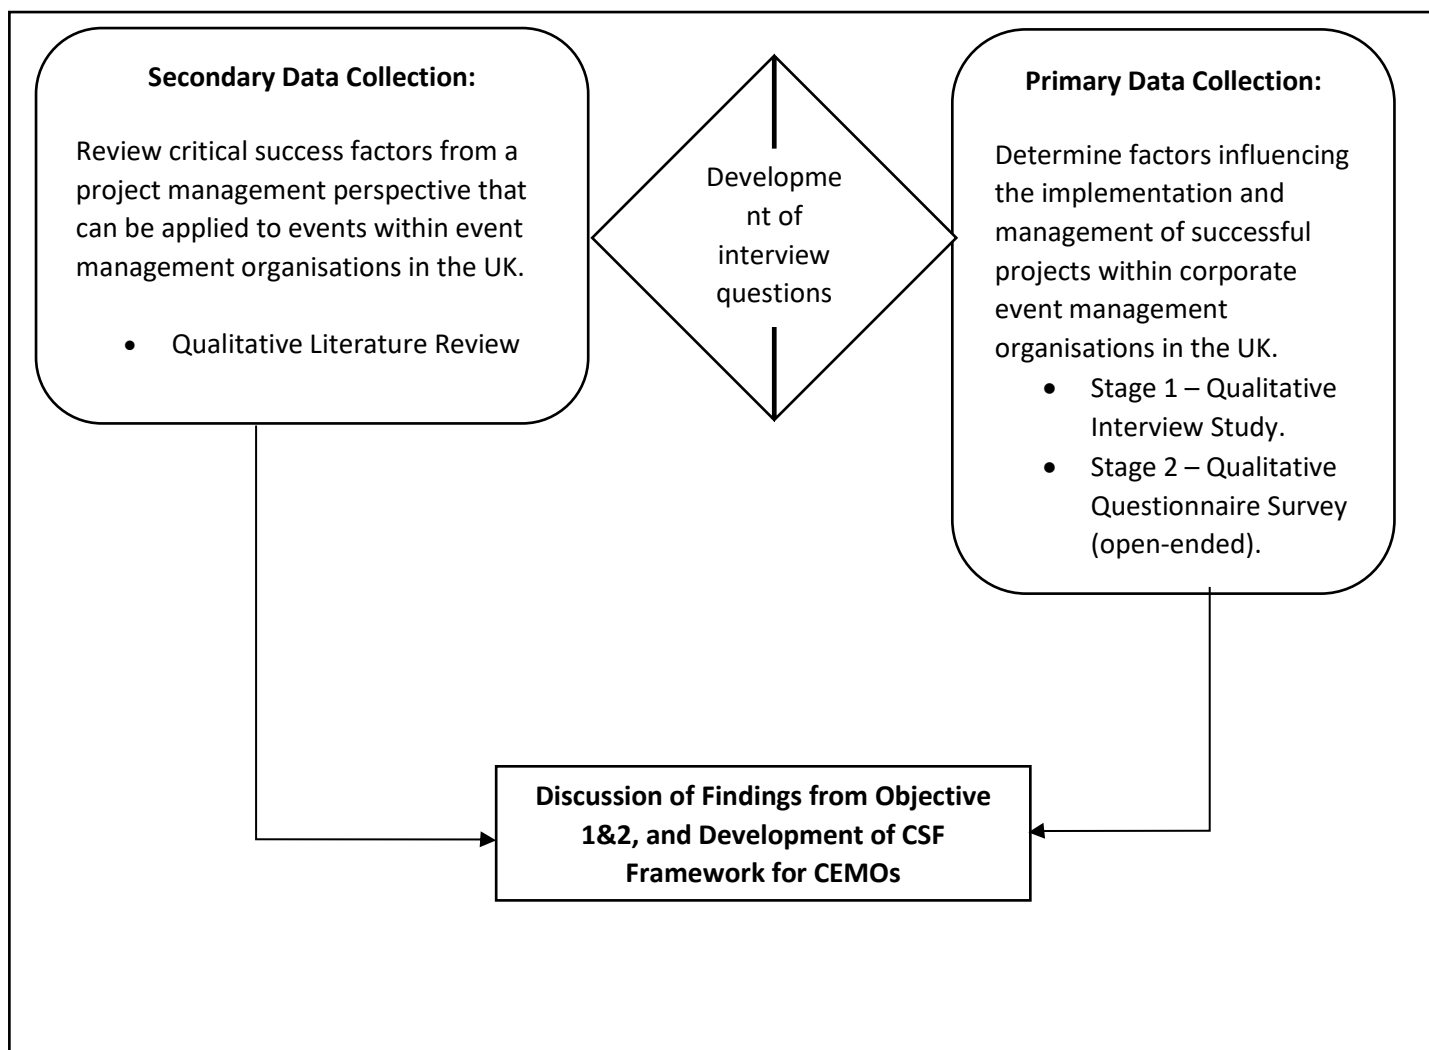 Secondary Data Collection:
Review critical success factors from a
project management perspective that
can be applied to events within event
management organisations in the UK.
• Qualitative Literature Review
Developme
nt of
interview
questions
Primary Data Collection:
Determine factors influencing
the implementation and
management of successful
projects within corporate
event management
organisations in the UK.
• Stage 1 – Qualitative
Interview Study.
• Stage 2 – Qualitative
Questionnaire Survey
(open-ended).
Discussion of Findings from Objective
1&2, and Development of CSF
Framework for CEMOs